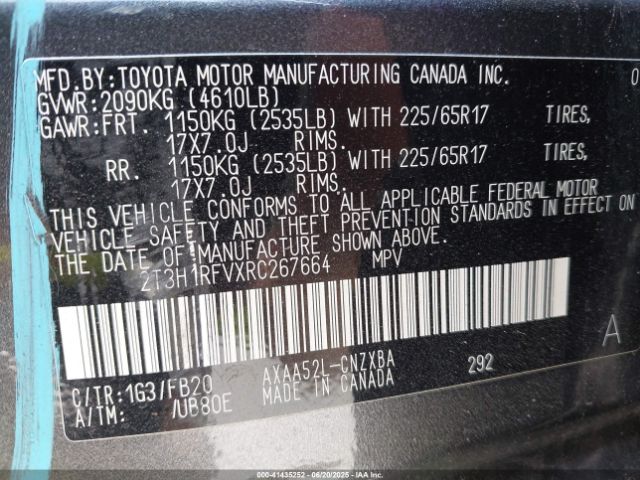 MFD.BY:TOYOTA MOTOR MANUFACTURING CANADA INC. 0
GVWR:2090KG (4610LB)
GAWR:FRT. 1150KG (2535LB) WITH 225/65R17 TIRES,
17X7.0J RIMS.
RR. 1150KG (2535LB) WITH 225/65R17 TIRES,
17X7.0J RIMS.
THIS VEHICLE CONFORMS TO ALL APPLICABLE FEDERAL MOTOR
VEHICLE SAFETY AND THEFT PREVENTION STANDARDS IN EFFECT ON
THE DATE OF MANUFACTURE SHOWN ABOVE.
2T3H1RFVXRC267664 MPV
A
C/TR:1G3/FB20 AXAA52L-CNZXBA 292
A/TM: /UB80E MADE IN CANADA
000-41435252 - 06/20/2025 - IAAI.COM